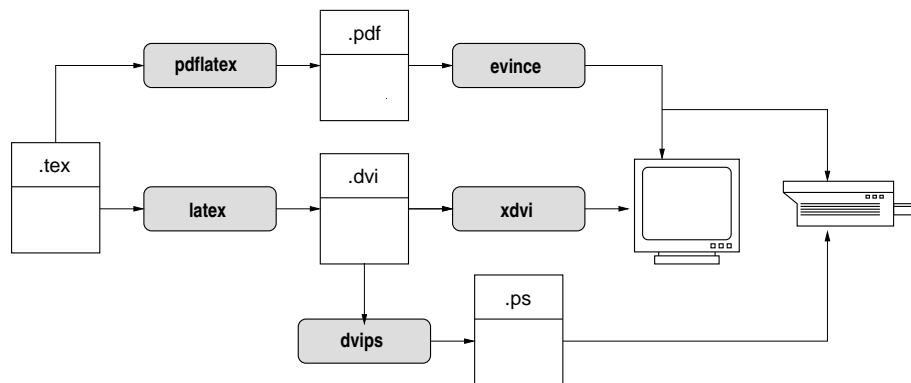 .pdf
pdflatex
evince
.tex
.dvi
latex
xdvi
.ps
dvips